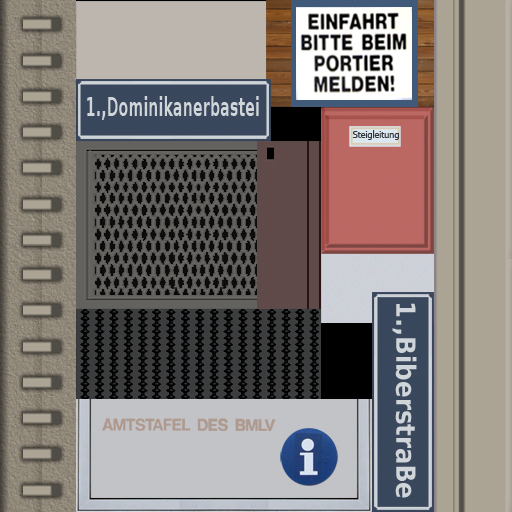 EINFAHRT
BITTE BEIM
PORTIER
MELDEN!
1.,Dominikanerbastei
Steigleitung
1.,Biberstraße
AMTSTAFEL DES BMLV
i